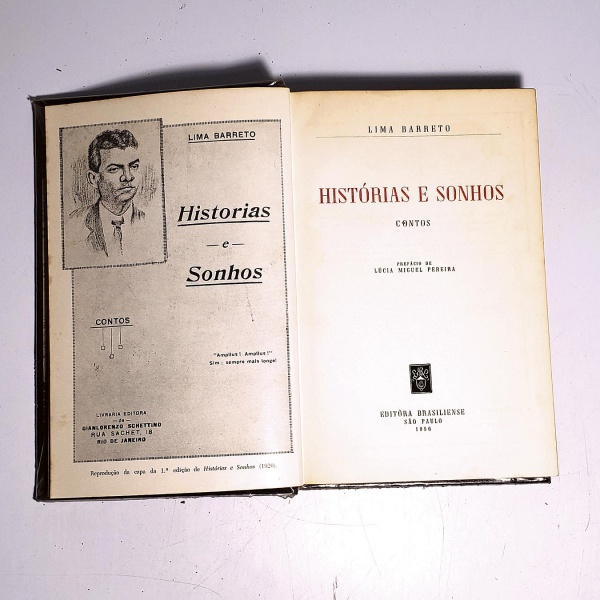 LIMA BARRETO
Historias
— e —
Sonhos
CONTOS
"Amplius! Amplius!"
Sim: sempre mais longe!
LIVRARIA EDITORA
— de —
GIANLORENZO SCHETTINO
RUA SACHET, 18
RIO DE JANEIRO
Reprodução da capa da 1.ª edição de Histórias e Sonhos (1920).
LIMA BARRETO
HISTÓRIAS E SONHOS
CONTOS
PREFÁCIO DE
LÚCIA MIGUEL PEREIRA
EDITÔRA BRASILIENSE
SÃO PAULO
1956